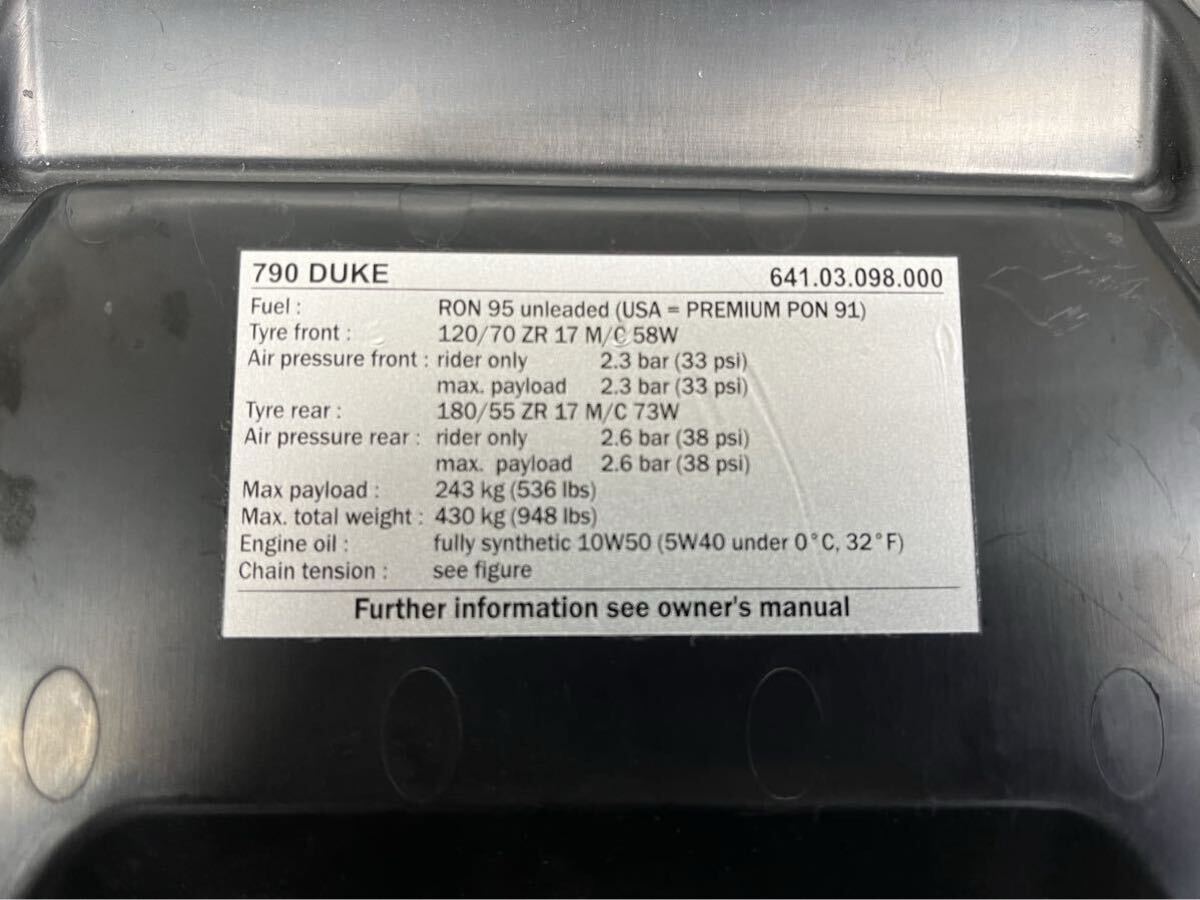 790 DUKE 641.03.098.000
Fuel : RON 95 unleaded (USA = PREMIUM PON 91)
Tyre front : 120/70 ZR 17 M/C 58W
Air pressure front : rider only 2.3 bar (33 psi)
max. payload 2.3 bar (33 psi)
Tyre rear : 180/55 ZR 17 M/C 73W
Air pressure rear : rider only 2.6 bar (38 psi)
max. payload 2.6 bar (38 psi)
Max payload : 243 kg (536 lbs)
Max. total weight : 430 kg (948 lbs)
Engine oil : fully synthetic 10W50 (5W40 under 0°C, 32°F)
Chain tension : see figure
Further information see owner's manual